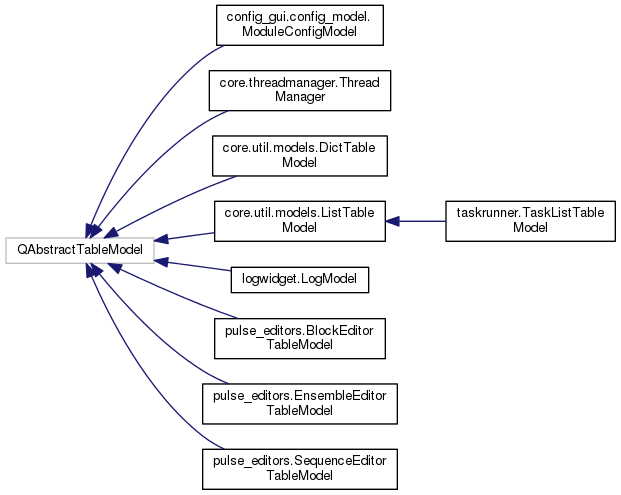 config_gui.config_model.
ModuleConfigModel
core.threadmanager.Thread
Manager
core.util.models.DictTable
Model
core.util.models.ListTable
Model
taskrunner.TaskListTable
Model
QAbstractTableModel
logwidget.LogModel
pulse_editors.BlockEditor
TableModel
pulse_editors.EnsembleEditor
TableModel
pulse_editors.SequenceEditor
TableModel